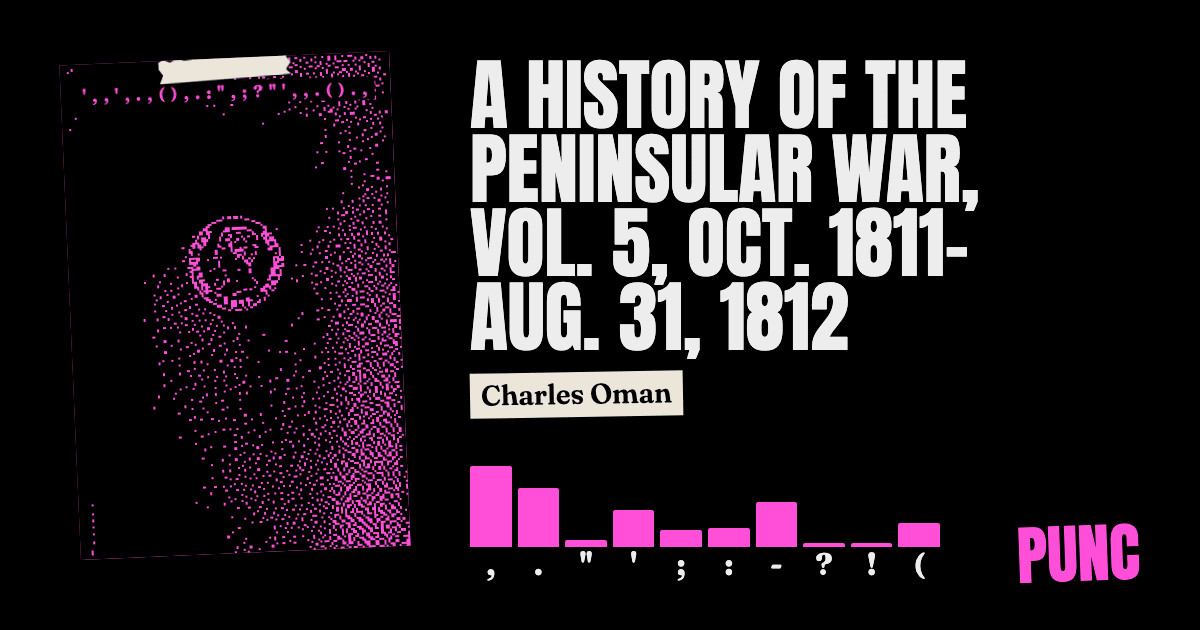 ',,',.,(),.:",;?"',,.().,
A HISTORY OF THE
PENINSULAR WAR,
VOL. 5, OCT. 1811-
AUG. 31, 1812
Charles Oman
, . " ' ; : - ? ! (
PUNC